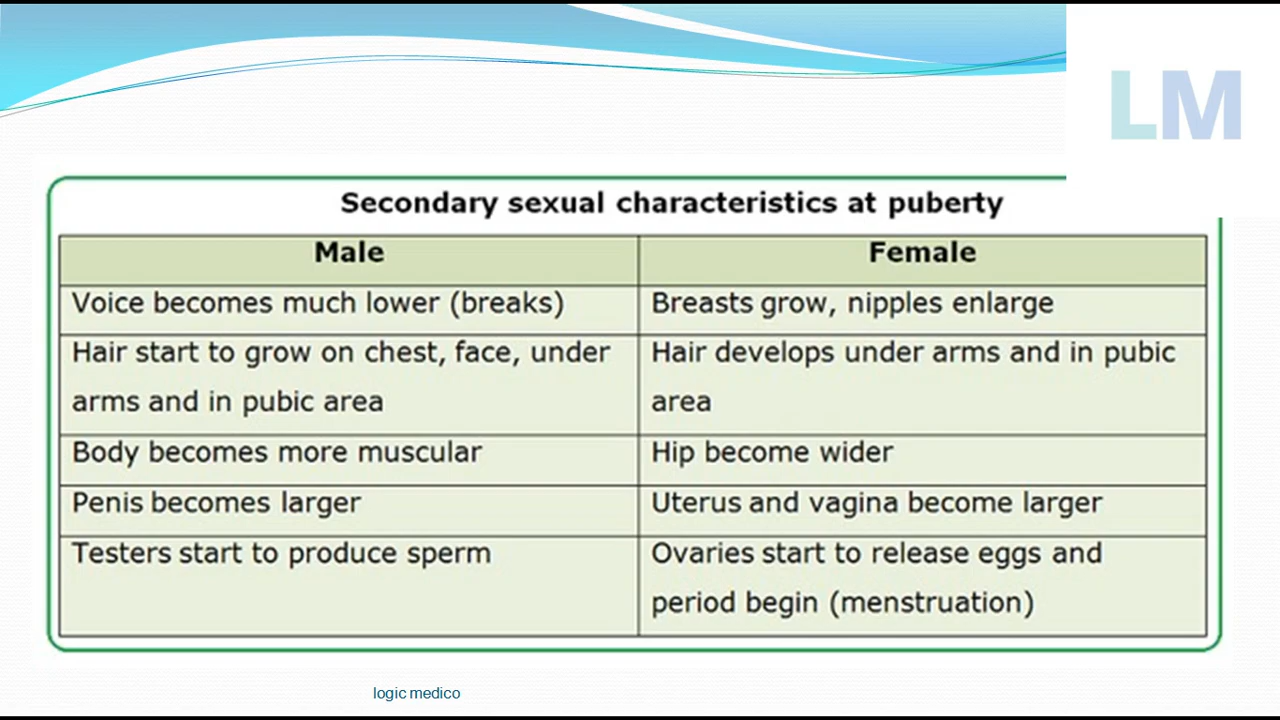 LM
Secondary sexual characteristics at puberty
Male
Female
Voice becomes much lower (breaks)
Breasts grow, nipples enlarge
Hair start to grow on chest, face, under
arms and in pubic area
Hair develops under arms and in pubic
area
Body becomes more muscular
Hip become wider
Penis becomes larger
Uterus and vagina become larger
Testers start to produce sperm
Ovaries start to release eggs and
period begin (menstruation)
logic medico